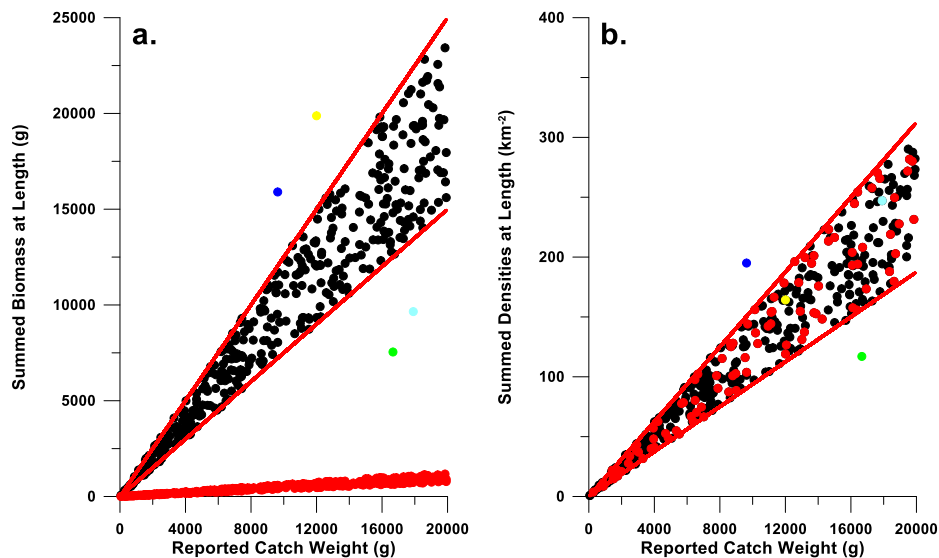 a.
25000
20000
15000
10000
5000
0
Summed Biomass at Length (g)
0 4000 8000 12000 16000 20000
Reported Catch Weight (g)
b.
400
300
200
100
0
Summed Densities at Length (km⁻²)
0 4000 8000 12000 16000 20000
Reported Catch Weight (g)